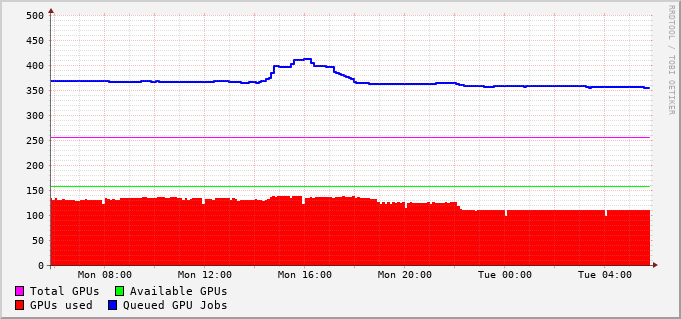 500
450
400
350
300
250
200
150
100
50
0
Mon 08:00 Mon 12:00 Mon 16:00 Mon 20:00 Tue 00:00 Tue 04:00
Total GPUs Available GPUs
GPUs used Queued GPU Jobs
RRDTOOL / TOBI OETIKER